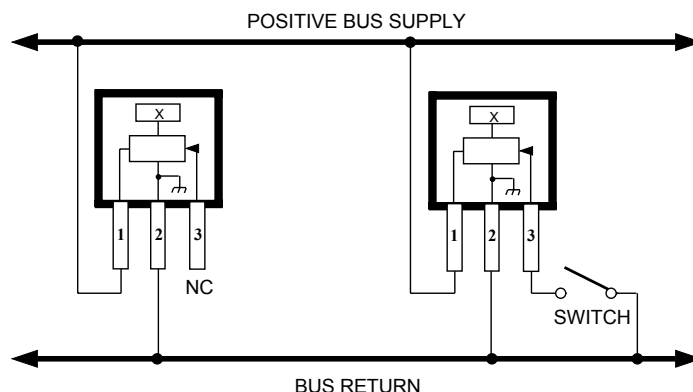 POSITIVE BUS SUPPLY
X
X
1 2 3
1 2 3
NC
SWITCH
BUS RETURN